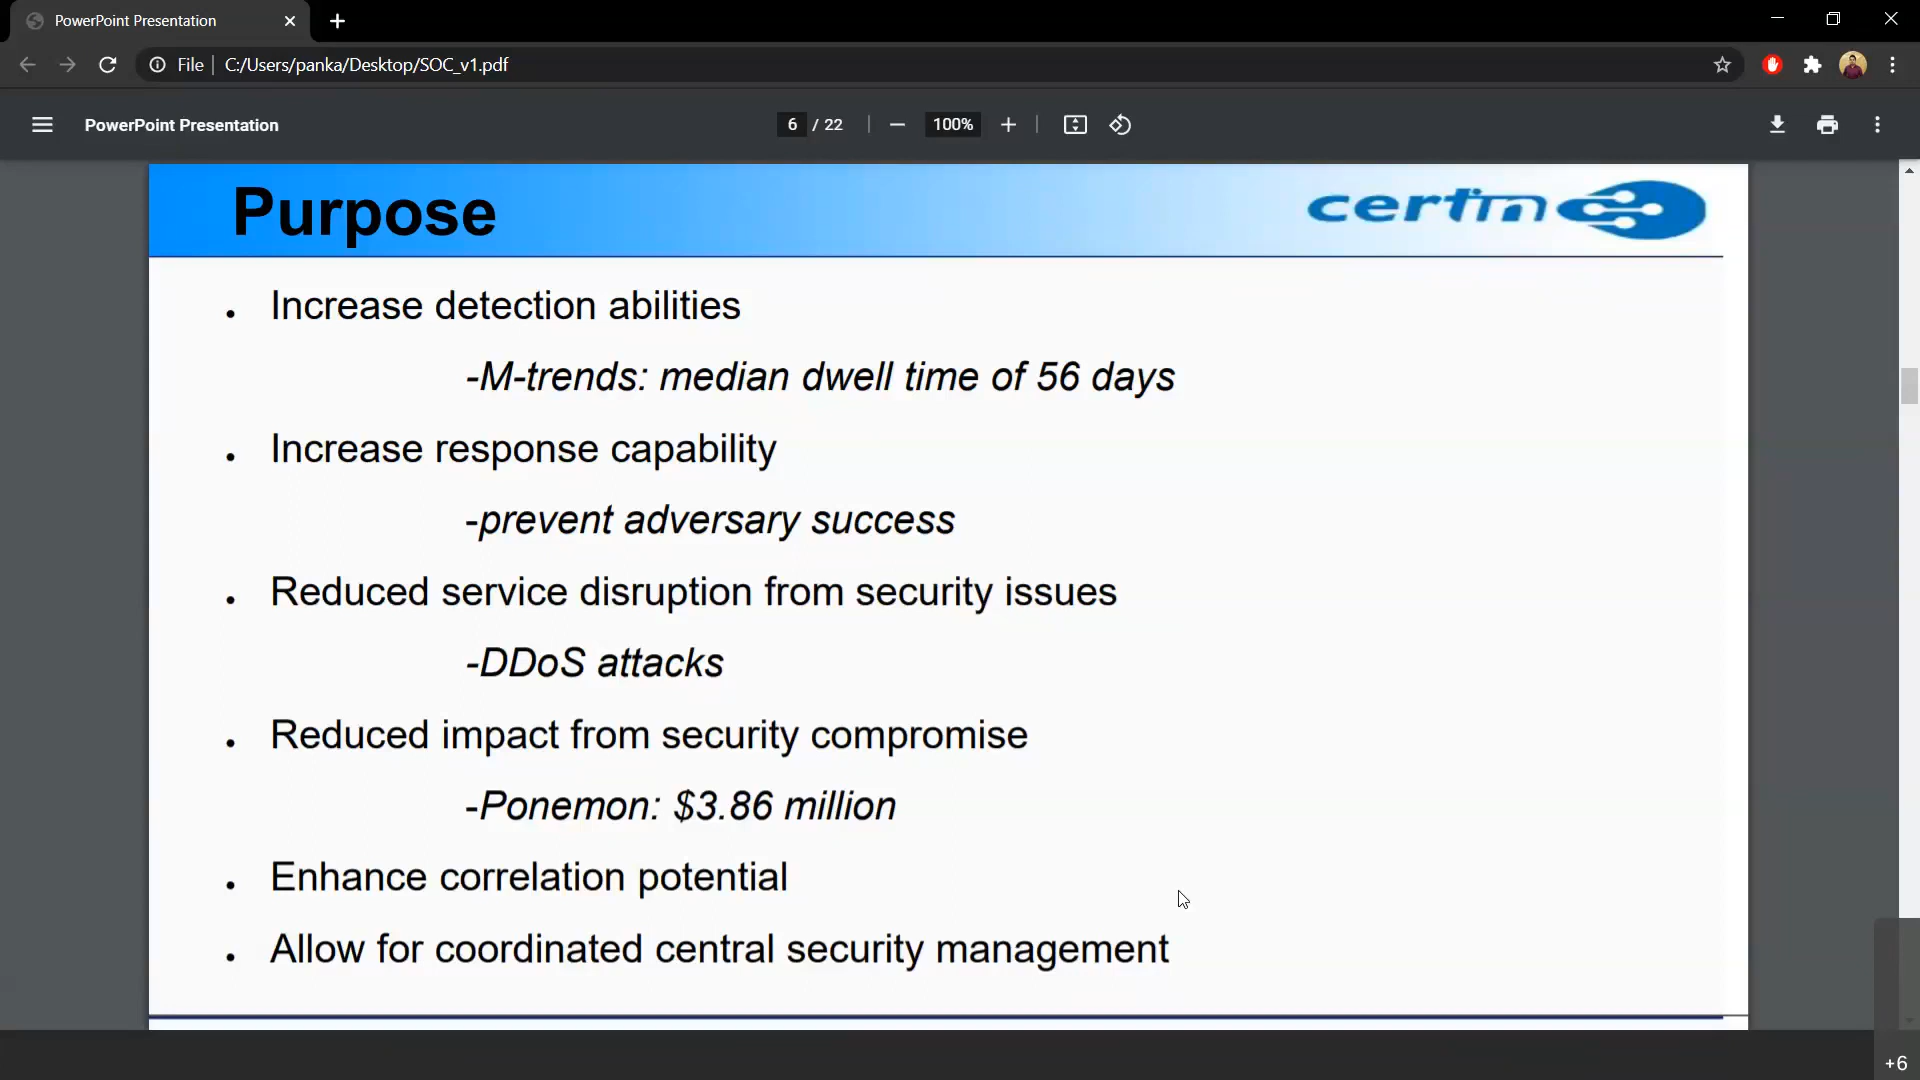 PowerPoint Presentation
File
C:/Users/panka/Desktop/SOC_v1.pdf
PowerPoint Presentation
6 / 22
100%
Purpose
certin
• Increase detection abilities
-M-trends: median dwell time of 56 days
• Increase response capability
-prevent adversary success
• Reduced service disruption from security issues
-DDoS attacks
• Reduced impact from security compromise
-Ponemon: $3.86 million
• Enhance correlation potential
• Allow for coordinated central security management
+6